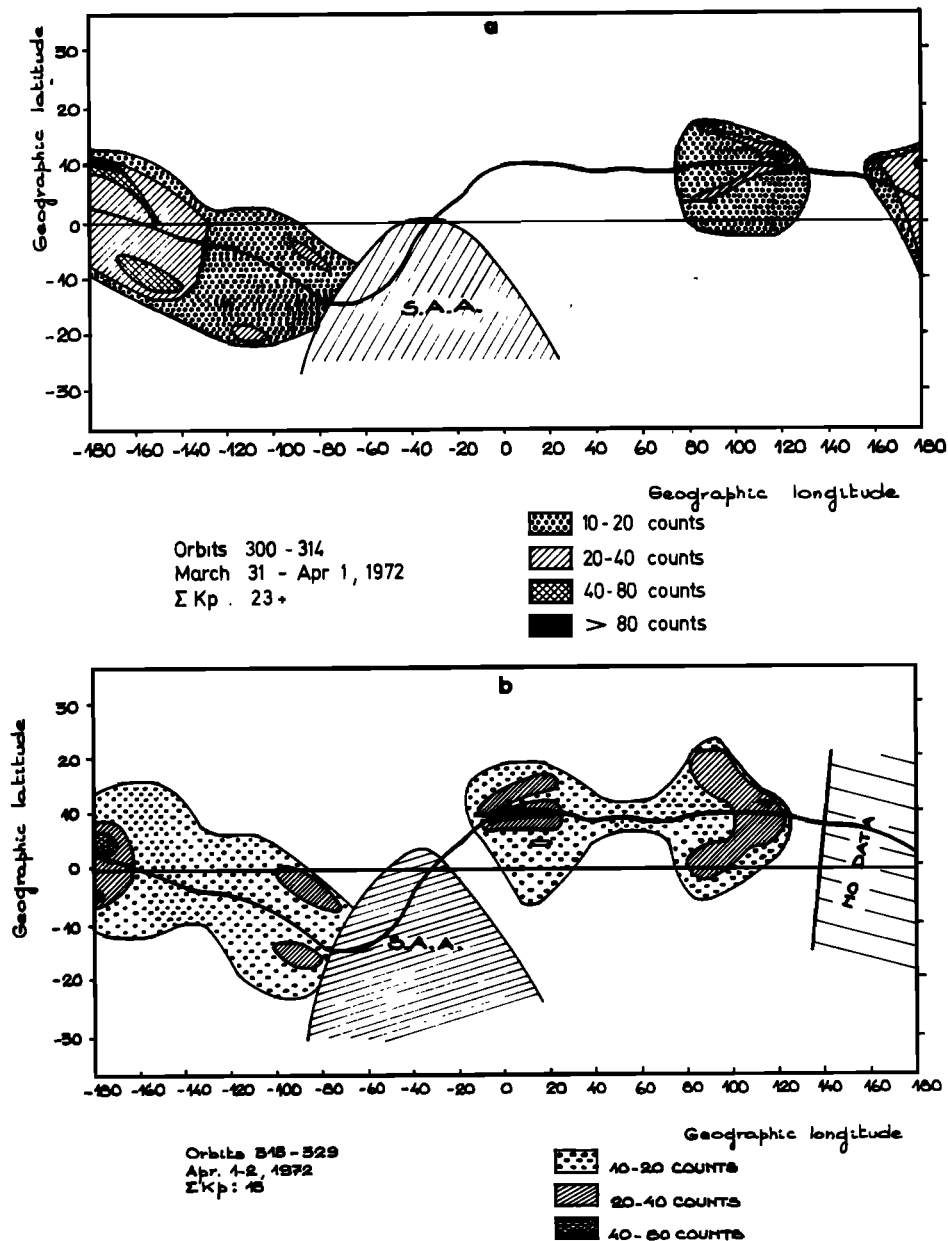 a
Geographic latitude
30
20
10
0
-10
-20
-30
S.A.A.
-180 -160 -140 -120 -100 -80 -60 -40 -20 0 20 40 60 80 100 120 140 160 180
Geographic longitude
Orbits 300 - 314
March 31 - Apr 1, 1972
Σ Kp . 23+
10-20 counts
20-40 counts
40-80 counts
> 80 counts
b
Geographic latitude
30
20
10
0
-10
-20
-30
S.A.A.
NO DATA
-180 -160 -140 -120 -100 -80 -60 -40 -20 0 20 40 60 80 100 120 140 160 180
Geographic longitude
Orbits 315-329
Apr. 1-2, 1972
ΣKp: 18
10-20 COUNTS
20-40 COUNTS
40-80 COUNTS